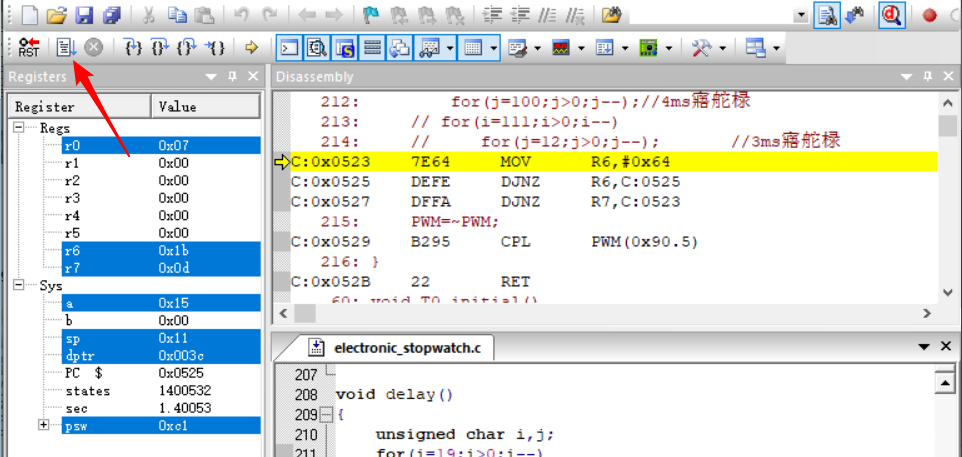 RST
Registers
Register Value
Regs
r0 0x07
r1 0x00
r2 0x00
r3 0x00
r4 0x00
r5 0x00
r6 0x1b
r7 0x0d
Sys
a 0x15
b 0x00
sp 0x11
dptr 0x003c
PC $ 0x0525
states 1400532
sec 1.40053
psw 0xc1
Disassembly
212: for(j=100;j>0;j--);//4ms寤舵椂
213: // for(i=111;i>0;i--)
214: // for(j=12;j>0;j--); //3ms寤舵椂
C:0x0523 7E64 MOV R6,#0x64
C:0x0525 DEFE DJNZ R6,C:0525
C:0x0527 DFFA DJNZ R7,C:0523
215: PWM=~PWM;
C:0x0529 B295 CPL PWM(0x90.5)
216: }
C:0x052B 22 RET
60: void T0_initial()
electronic_stopwatch.c
207
208 void delay()
209 {
210 unsigned char i,j;
211 for(i=19;i>0;i--)